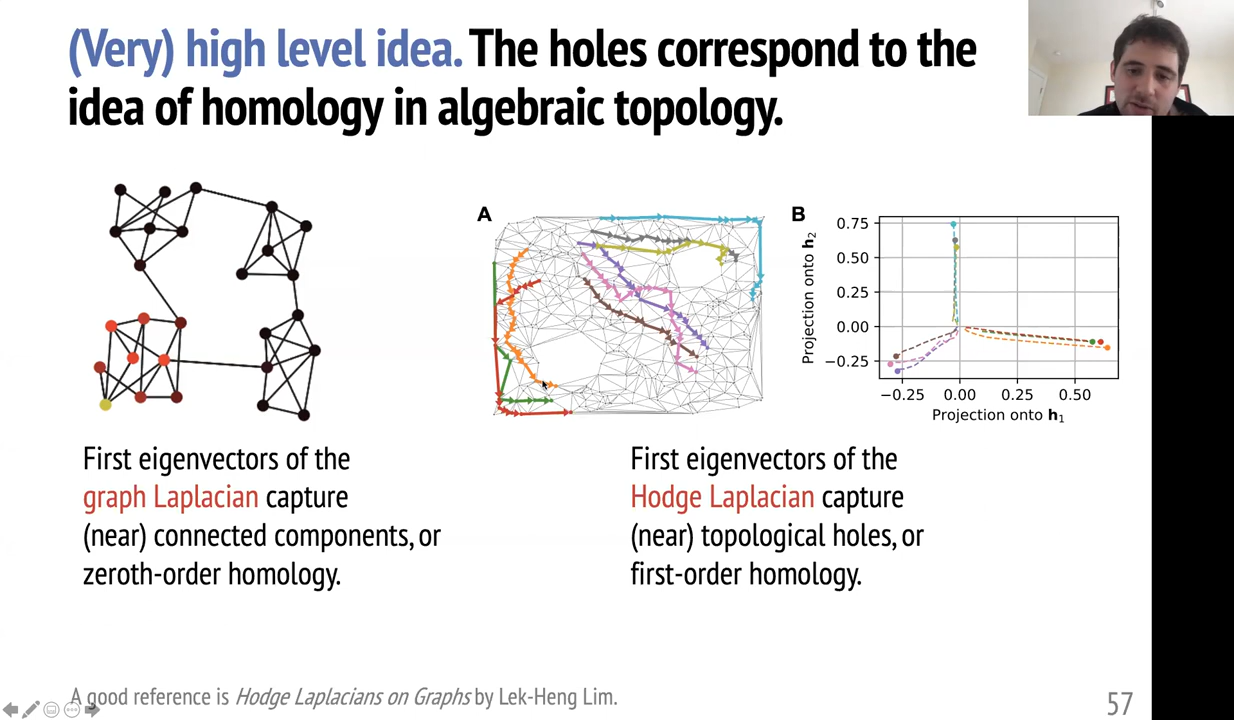 (Very) high level idea. The holes correspond to the
idea of homology in algebraic topology.
A
B
0.75
0.50
0.25
0.00
−0.25
Projection onto h₂
−0.25 0.00 0.25 0.50
Projection onto h₁
First eigenvectors of the
graph Laplacian capture
(near) connected components, or
zeroth-order homology.
First eigenvectors of the
Hodge Laplacian capture
(near) topological holes, or
first-order homology.
A good reference is Hodge Laplacians on Graphs by Lek-Heng Lim.
57